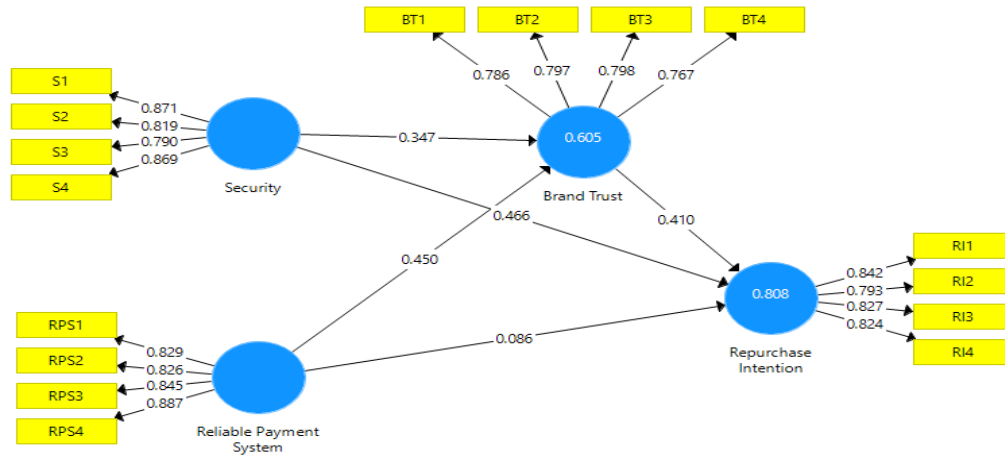 BT1
BT2
BT3
BT4
0.786
0.797
0.798
0.767
S1
S2
S3
S4
0.871
0.819
0.790
0.869
Security
0.347
0.605
Brand Trust
0.466
0.410
0.450
0.086
RPS1
RPS2
RPS3
RPS4
0.829
0.826
0.845
0.887
Reliable Payment
System
0.808
Repurchase
Intention
0.842
0.793
0.827
0.824
RI1
RI2
RI3
RI4